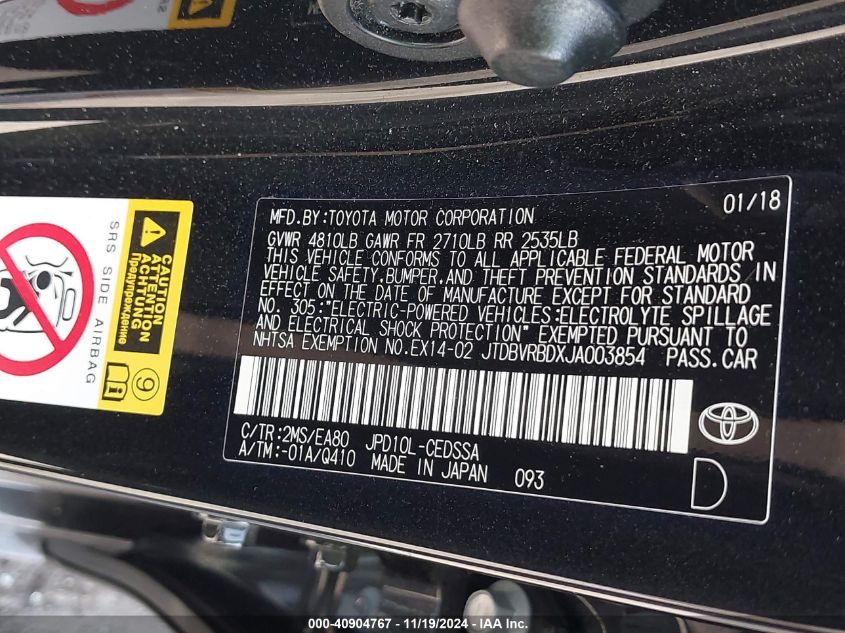 SRS SIDE AIRBAG
CAUTION
ATTENTION
ACHTUNG
Предупреждение
9
MFD.BY:TOYOTA MOTOR CORPORATION 01/18
GVWR 4810LB GAWR FR 2710LB RR 2535LB
THIS VEHICLE CONFORMS TO ALL APPLICABLE FEDERAL MOTOR
VEHICLE SAFETY,BUMPER,AND THEFT PREVENTION STANDARDS IN
EFFECT ON THE DATE OF MANUFACTURE EXCEPT FOR STANDARD
NO. 305:"ELECTRIC-POWERED VEHICLES:ELECTROLYTE SPILLAGE
AND ELECTRICAL SHOCK PROTECTION" EXEMPTED PURSUANT TO
NHTSA EXEMPTION NO.EX14-02 JTDBVRBDXJA003854 PASS.CAR
C/TR:2MS/EA80 JPD10L-CEDSSA
A/TM:-01A/Q410 MADE IN JAPAN 093
D
000-40904767 - 11/19/2024 - IAA Inc.